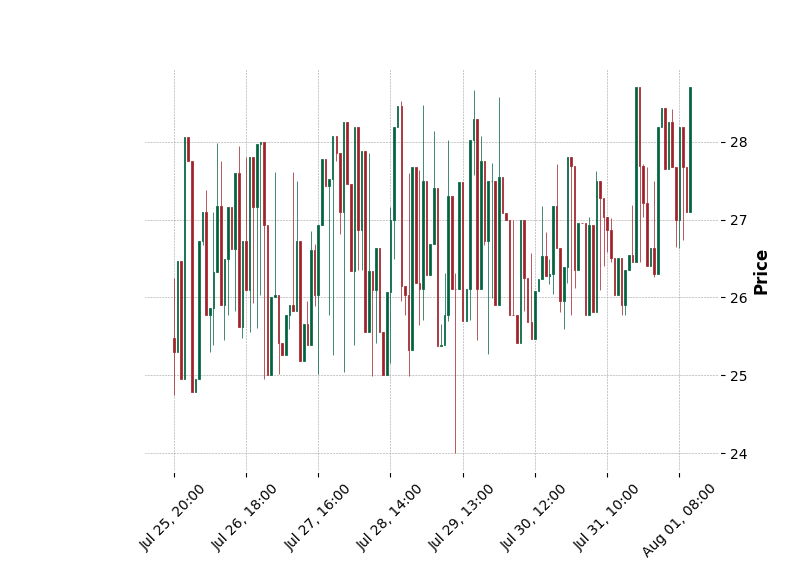 28
27
26
25
24
Price
Jul 25, 20:00
Jul 26, 18:00
Jul 27, 16:00
Jul 28, 14:00
Jul 29, 13:00
Jul 30, 12:00
Jul 31, 10:00
Aug 01, 08:00